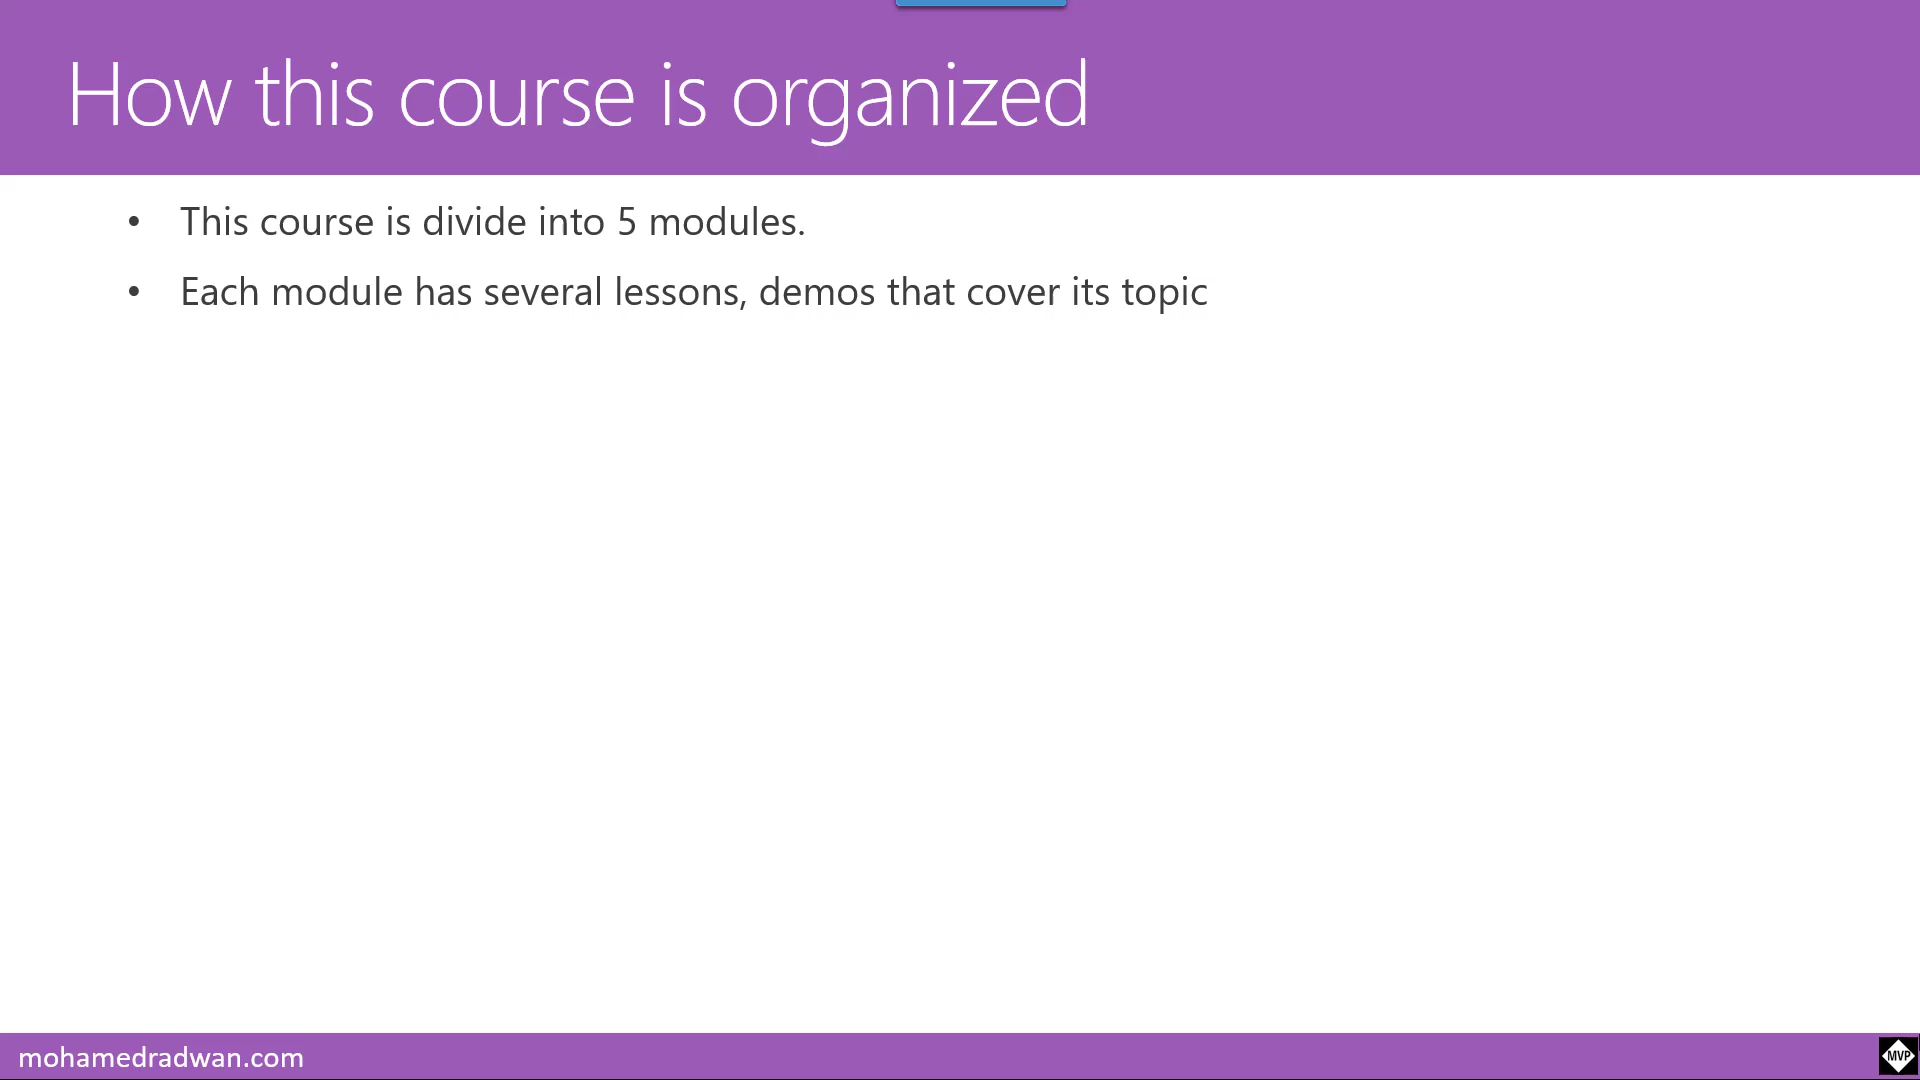 How this course is organized
• This course is divide into 5 modules.
• Each module has several lessons, demos that cover its topic
mohamedradwan.com
MVP